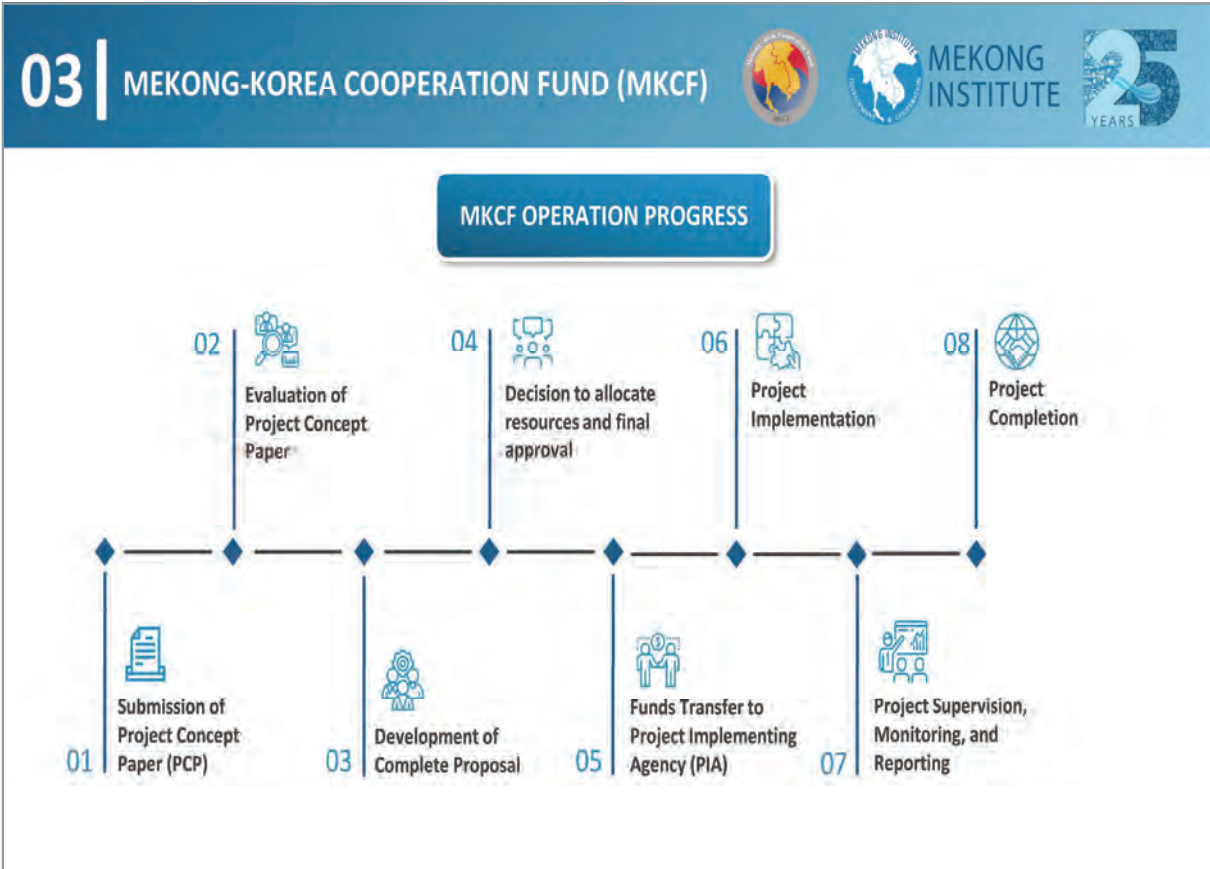 03
MEKONG-KOREA COOPERATION FUND (MKCF)
MEKONG
INSTITUTE
25
YEARS
MKCF OPERATION PROGRESS
02
Evaluation of
Project Concept
Paper
04
Decision to allocate
resources and final
approval
06
Project
Implementation
08
Project
Completion
01
Submission of
Project Concept
Paper (PCP)
03
Development of
Complete Proposal
05
Funds Transfer to
Project Implementing
Agency (PIA)
07
Project Supervision,
Monitoring, and
Reporting